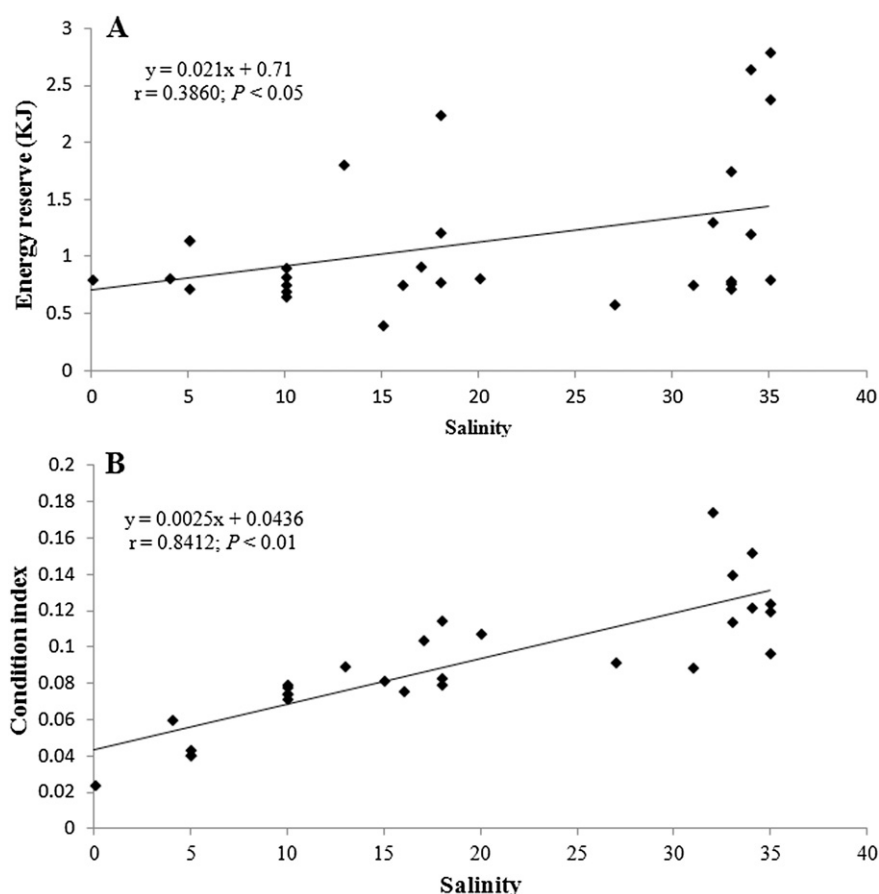 A
y = 0.021x + 0.71
r = 0.3860; P < 0.05
Energy reserve (KJ)
3
2.5
2
1.5
1
0.5
0
0 5 10 15 20 25 30 35 40
Salinity
B
y = 0.0025x + 0.0436
r = 0.8412; P < 0.01
Condition index
0.2
0.18
0.16
0.14
0.12
0.1
0.08
0.06
0.04
0.02
0
0 5 10 15 20 25 30 35 40
Salinity